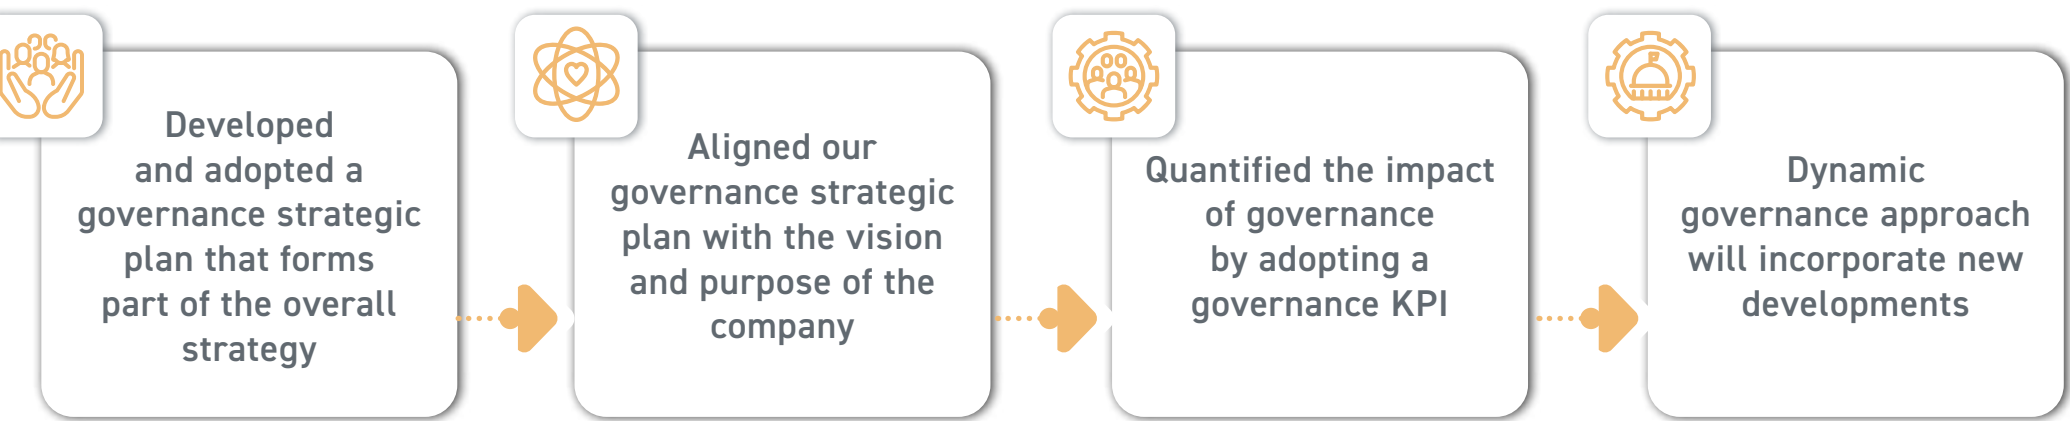 Developed
and adopted a
governance strategic
plan that forms
part of the overall
strategy
Aligned our
governance strategic
plan with the vision
and purpose of the
company
Quantified the impact
of governance
by adopting a
governance KPI
Dynamic
governance approach
will incorporate new
developments